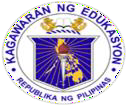 KAGAWARAN NG EDUKASYON
REPUBLIKA NG PILIPINAS